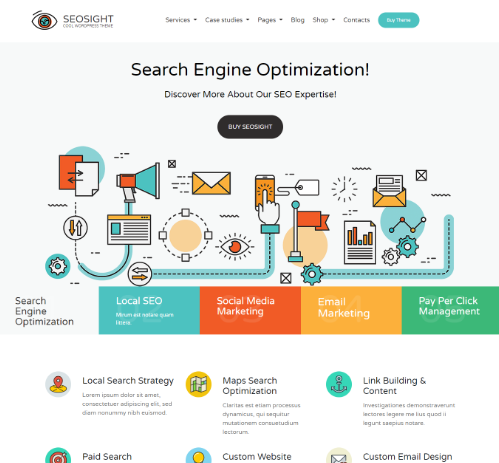 SEOSIGHT
COOL WORDPRESS THEME
Services Case studies Pages Blog Shop Contacts Buy Theme
Search Engine Optimization!
Discover More About Our SEO Expertise!
BUY SEOSIGHT
Search
Engine
Optimization
Local SEO
Mirum est notare quam
Social Media
Marketing
Email
Marketing
Pay Per Click
Management
Local Search Strategy
Lorem ipsum dolor sit amet,
consectetuer adipiscing elit, sed
diam nonummy nibh euismod.
Maps Search
Optimization
Claritas est etiam processus
dynamicus, qui sequitur
mutationem consuetudium
lectorum.
Link Building &
Content
Investigationes demonstraverunt
lectores legere me lius quod ii
legunt saepius notare.
Paid Search
Custom Website
Custom Email Design